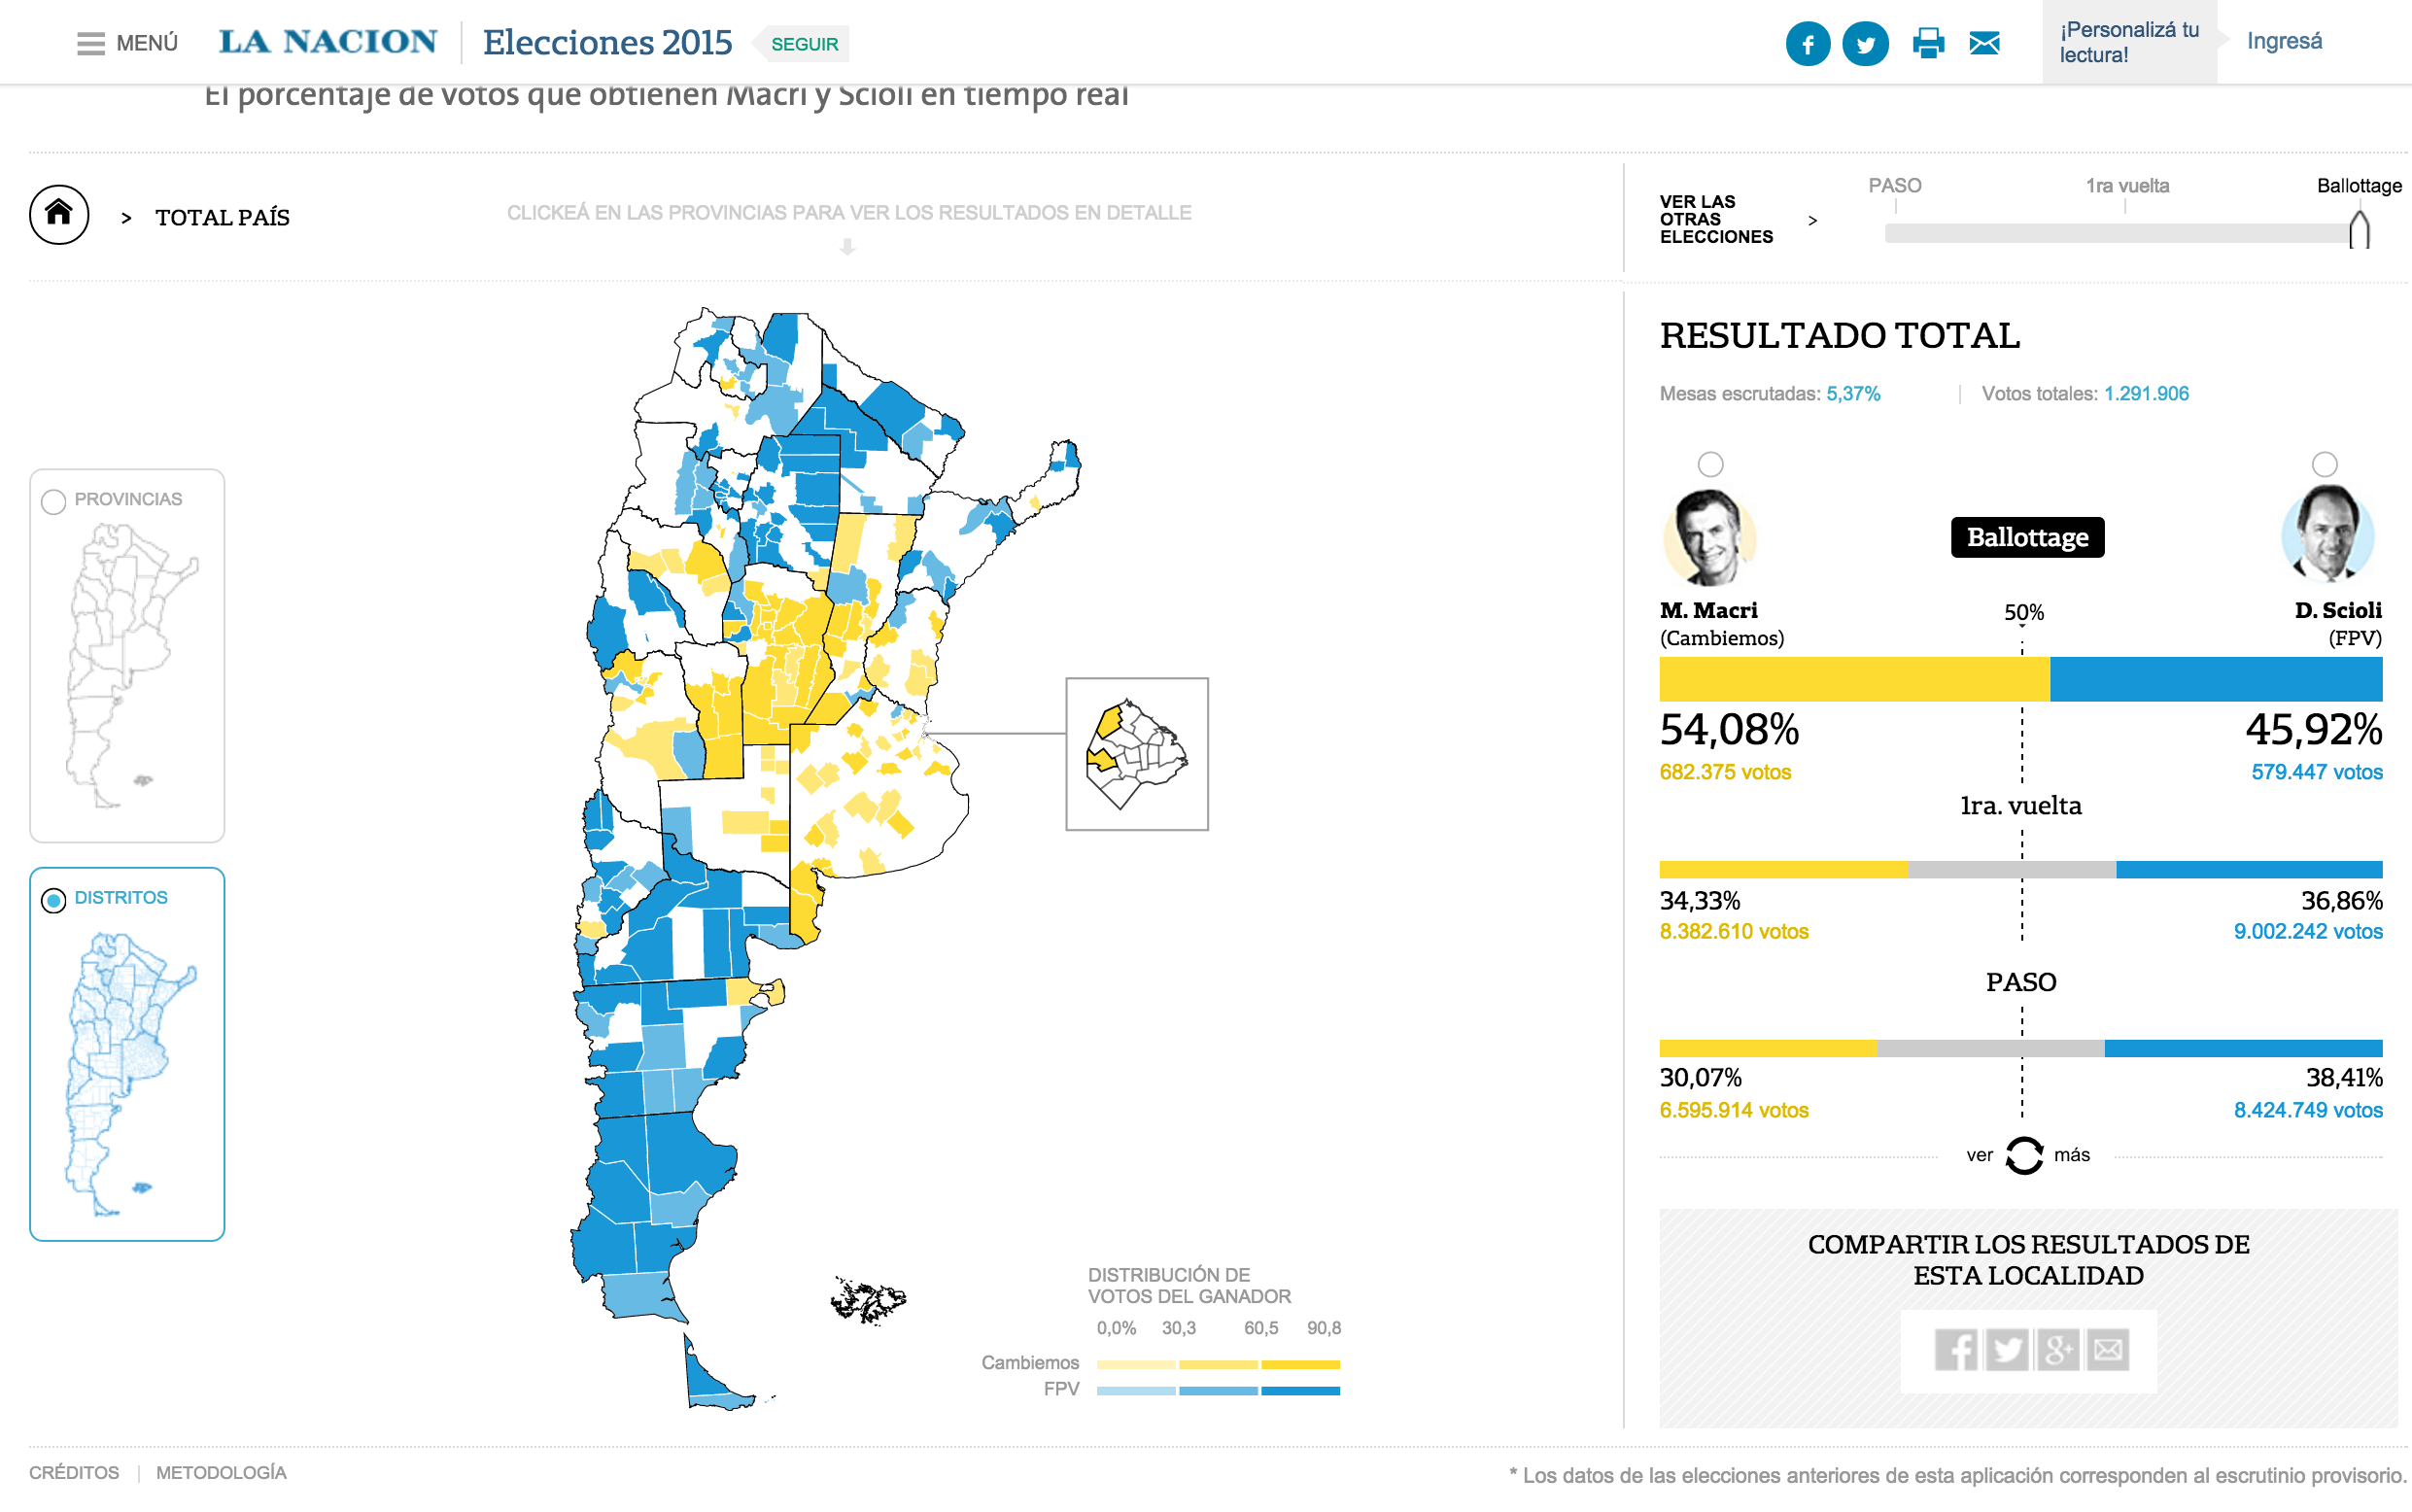 MENÚ
LA NACION
Elecciones 2015
SEGUIR
¡Personalizá tu
lectura!
Ingresá
El porcentaje de votos que obtienen Macri y Scioli en tiempo real
> TOTAL PAÍS
CLICKEÁ EN LAS PROVINCIAS PARA VER LOS RESULTADOS EN DETALLE
VER LAS
OTRAS
ELECCIONES
>
PASO
1ra vuelta
Ballottage
PROVINCIAS
DISTRITOS
DISTRIBUCIÓN DE
VOTOS DEL GANADOR
0,0% 30,3 60,5 90,8
Cambiemos
FPV
RESULTADO TOTAL
Mesas escrutadas: 5,37% | Votos totales: 1.291.906
Ballottage
M. Macri
(Cambiemos)
50%
D. Scioli
(FPV)
54,08%
45,92%
682.375 votos
579.447 votos
1ra. vuelta
34,33%
36,86%
8.382.610 votos
9.002.242 votos
PASO
30,07%
38,41%
6.595.914 votos
8.424.749 votos
ver más
COMPARTIR LOS RESULTADOS DE
ESTA LOCALIDAD
CRÉDITOS | METODOLOGÍA
* Los datos de las elecciones anteriores de esta aplicación corresponden al escrutinio provisorio.